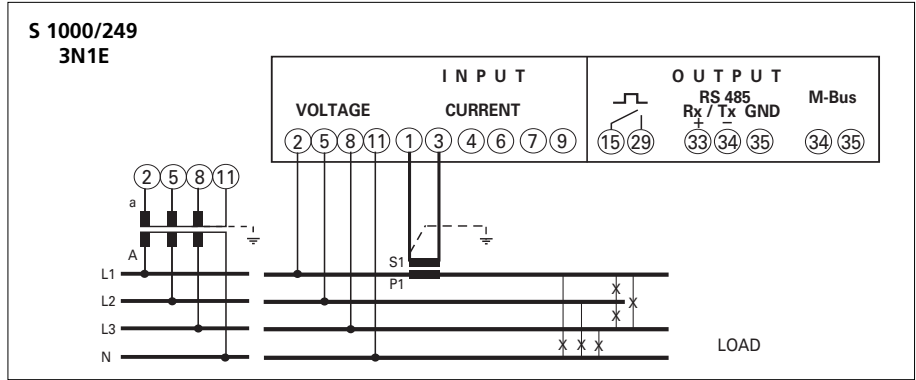 S 1000/249
3N1E
I N P U T
O U T P U T
VOLTAGE
CURRENT
RS 485
Rx / Tx GND
+ –
M-Bus
2 5 8 11 1 3 4 6 7 9
15 29 33 34 35 34 35
2 5 8 11
a
A
S1
P1
L1
L2
L3
N
X
X
X
X X X
LOAD